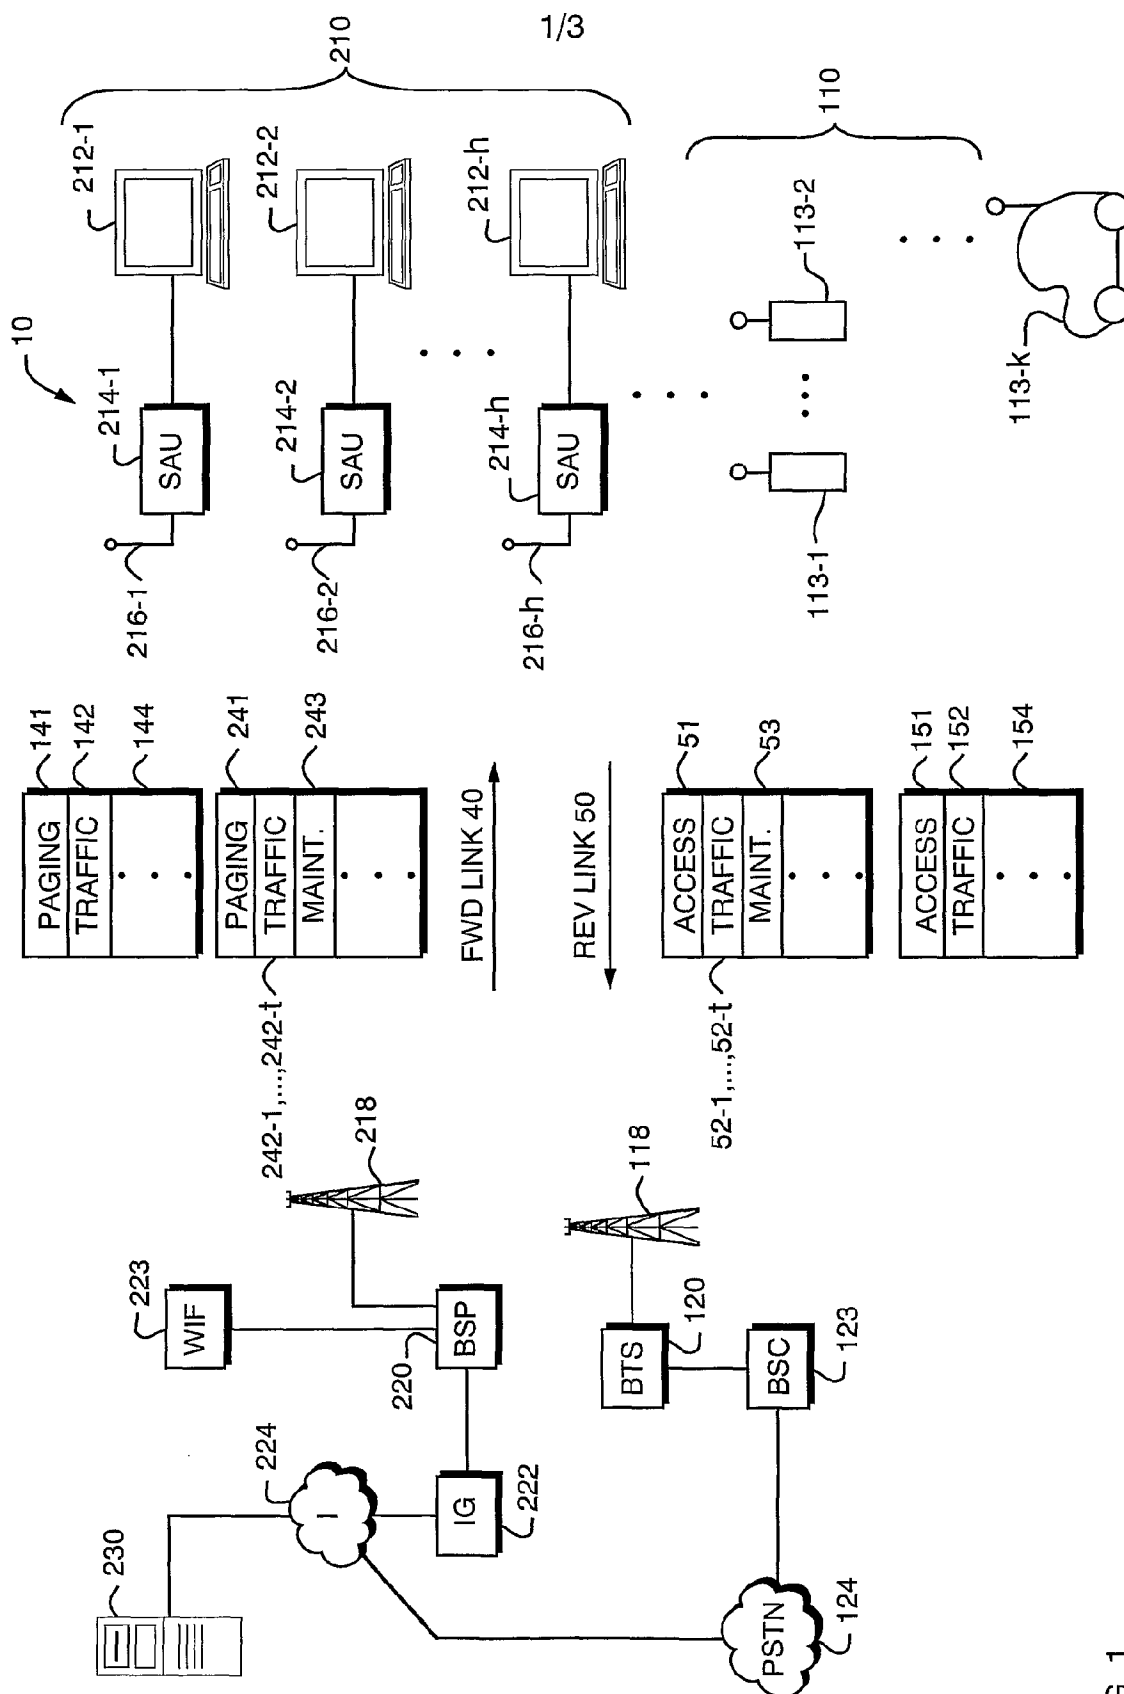 1/3
10
210
212-1
212-2
212-h
214-1
214-2
214-h
SAU
SAU
SAU
216-1
216-2
216-h
110
113-1
113-2
113-k
PAGING
TRAFFIC
141
142
144
PAGING
TRAFFIC
MAINT.
241
243
242-1,...,242-t
FWD LINK 40
REV LINK 50
ACCESS
TRAFFIC
MAINT.
51
53
52-1,...,52-t
ACCESS
TRAFFIC
151
152
154
218
118
223
WIF
220
BSP
BTS
120
BSC
123
224
I
IG
222
230
PSTN
124